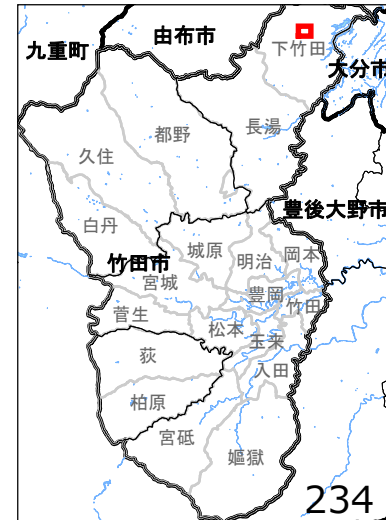 由布市
九重町
下竹田
大分市
長湯
都野
久住
豊後大野市
白丹
城原
岡本
明治
竹田市
宮城
豊岡
竹田
菅生
松本
玉来
荻
入田
柏原
宮砥
嫗獄
234